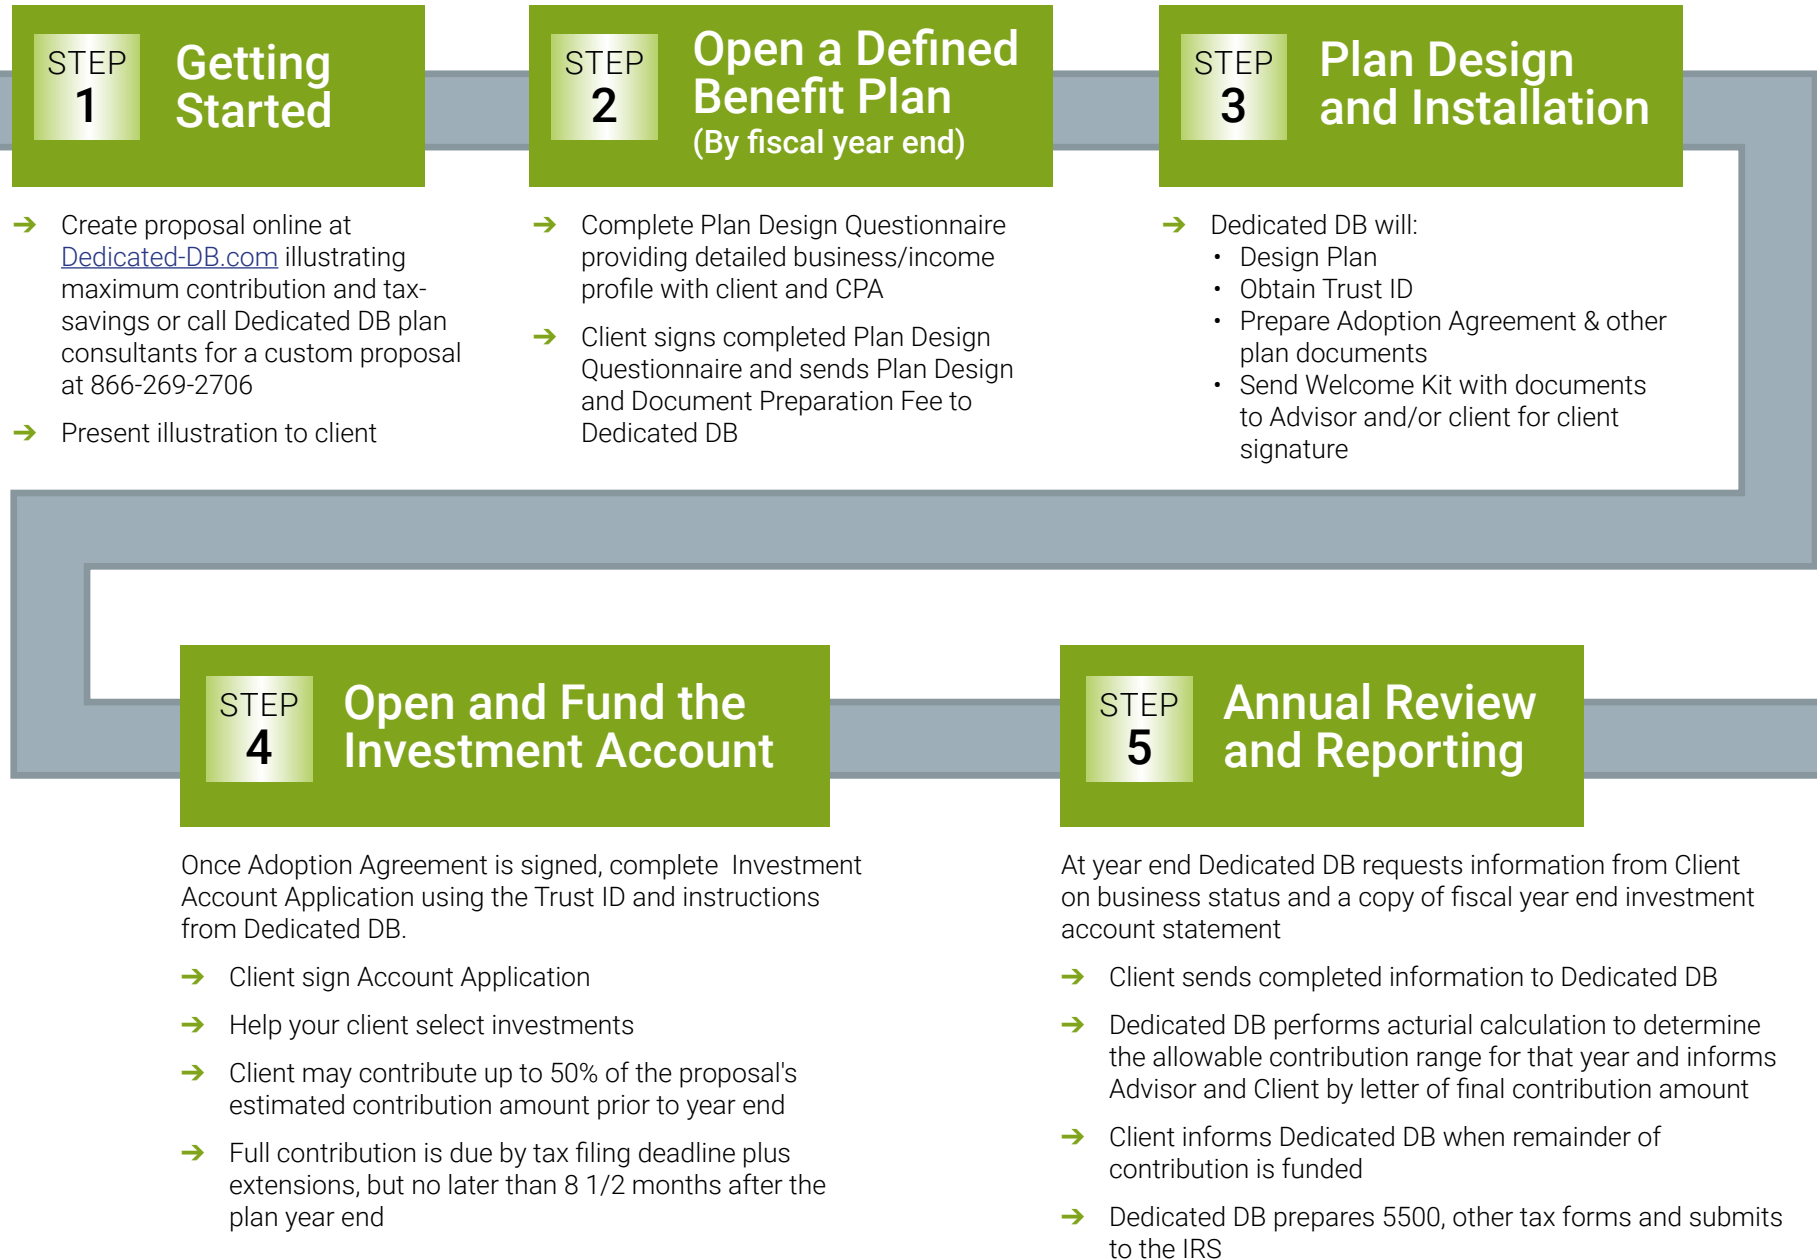 STEP
1
Getting
Started
Create proposal online at
Dedicated-DB.com illustrating
maximum contribution and tax-
savings or call Dedicated DB plan
consultants for a custom proposal
at 866-269-2706
Present illustration to client
STEP
2
Open a Defined
Benefit Plan
(By fiscal year end)
Complete Plan Design Questionnaire
providing detailed business/income
profile with client and CPA
Client signs completed Plan Design
Questionnaire and sends Plan Design
and Document Preparation Fee to
Dedicated DB
STEP
3
Plan Design
and Installation
Dedicated DB will:
• Design Plan
• Obtain Trust ID
• Prepare Adoption Agreement & other
plan documents
• Send Welcome Kit with documents
to Advisor and/or client for client
signature
STEP
4
Open and Fund the
Investment Account
Once Adoption Agreement is signed, complete  Investment
Account Application using the Trust ID and instructions
from Dedicated DB.
Client sign Account Application
Help your client select investments
Client may contribute up to 50% of the proposal's
estimated contribution amount prior to year end
Full contribution is due by tax filing deadline plus
extensions, but no later than 8 1/2 months after the
plan year end
STEP
5
Annual Review
and Reporting
At year end Dedicated DB requests information from Client
on business status and a copy of fiscal year end investment
account statement
Client sends completed information to Dedicated DB
Dedicated DB performs acturial calculation to determine
the allowable contribution range for that year and informs
Advisor and Client by letter of final contribution amount
Client informs Dedicated DB when remainder of
contribution is funded
Dedicated DB prepares 5500, other tax forms and submits
to the IRS